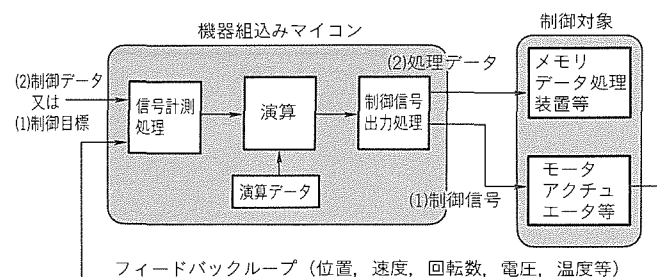 機器組込みマイコン
制御対象
(2)制御データ
又は
(1)制御目標
信号計測
処理
演算
制御信号
出力処理
演算データ
(2)処理データ
(1)制御信号
メモリ
データ処理
装置等
モータ
アクチュ
エータ等
フィードバックループ（位置，速度，回転数，電圧，温度等）